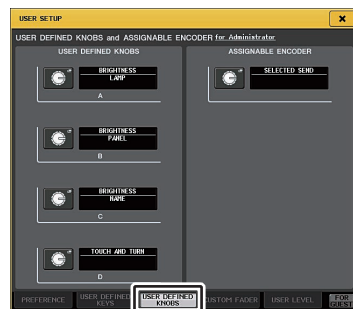 USER SETUP
USER DEFINED KNOBS and ASSIGNABLE ENCODER for Administrator
USER DEFINED KNOBS
ASSIGNABLE ENCODER
BRIGHTNESS
LAMP
A
SELECTED SEND
BRIGHTNESS
PANEL
B
BRIGHTNESS
NAME
C
TOUCH AND TURN
D
PREFERENCE
USER DEFINED
KEYS
USER DEFINED
KNOBS
CUSTOM FADER
USER LEVEL
FOR
GUEST